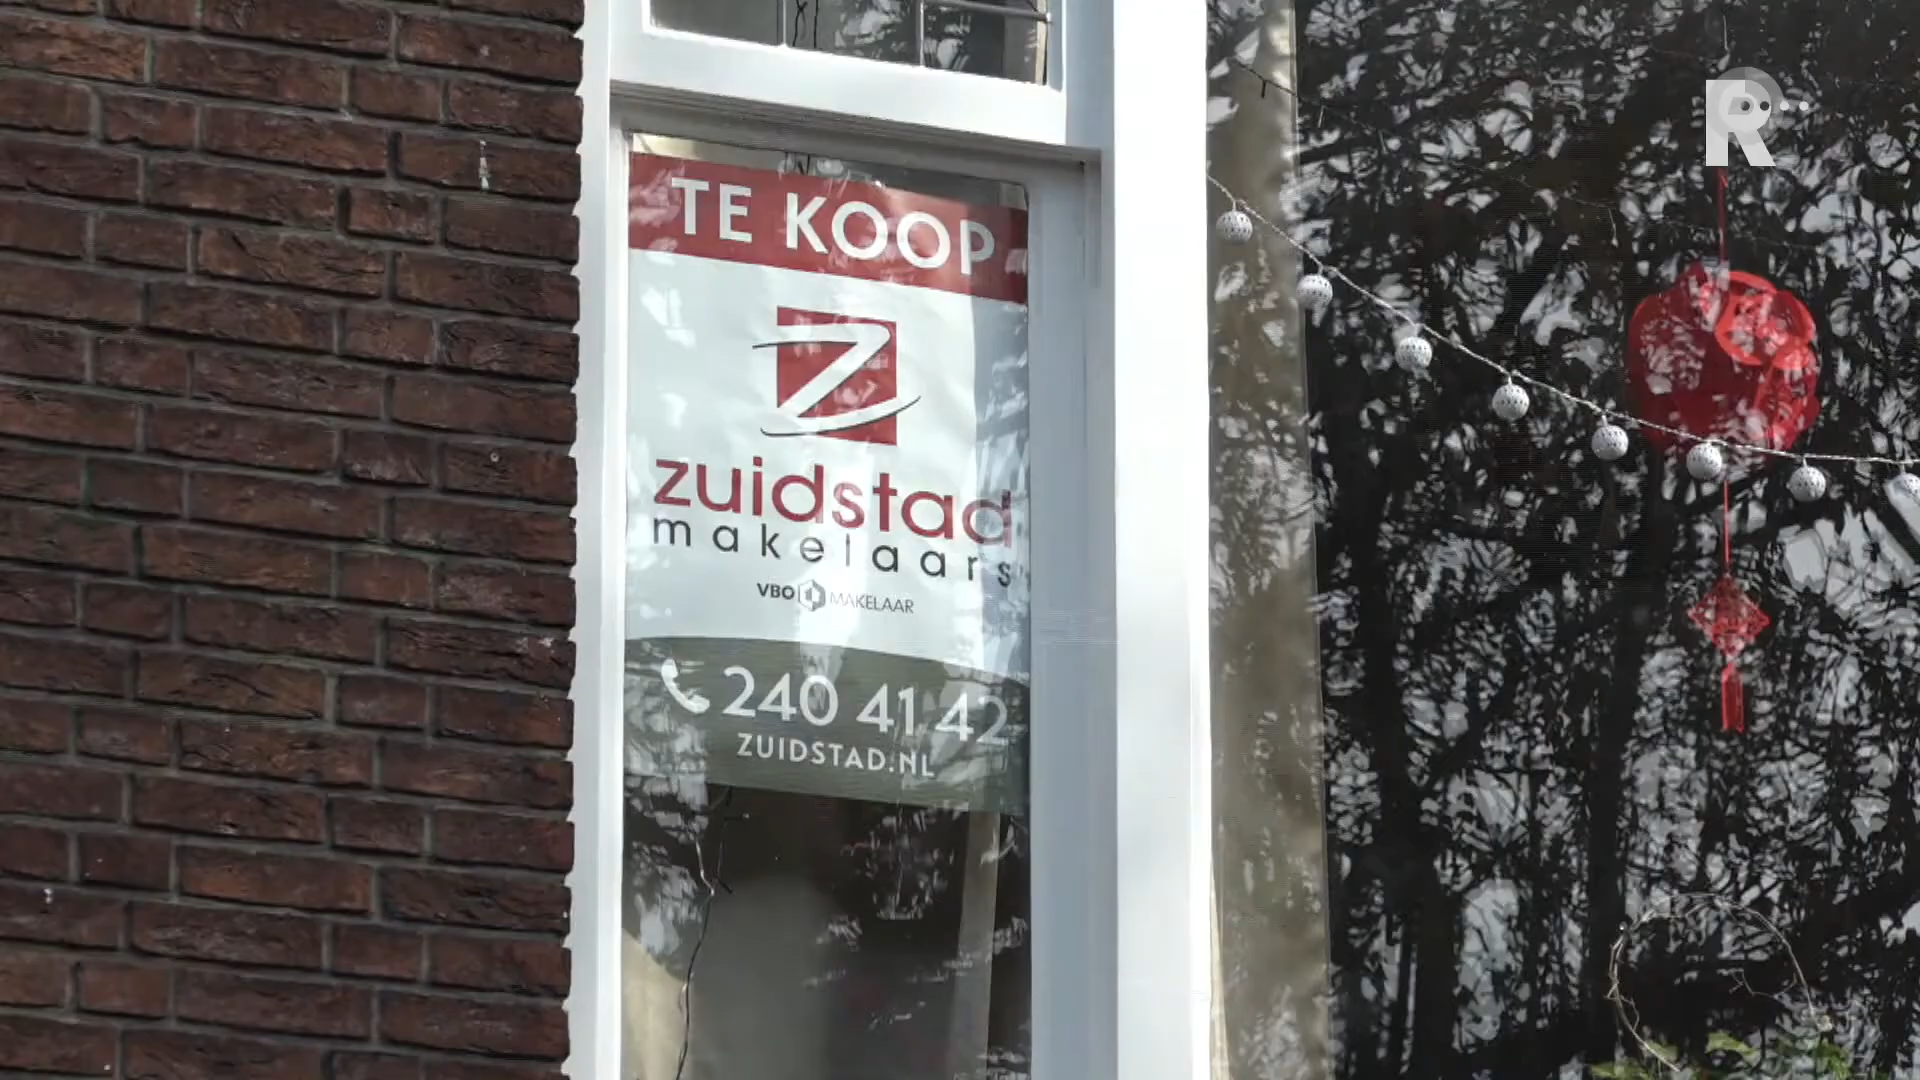 TE KOOP
zuidstad
makelaars
VBO MAKELAAR
240 41 42
ZUIDSTAD.NL
R